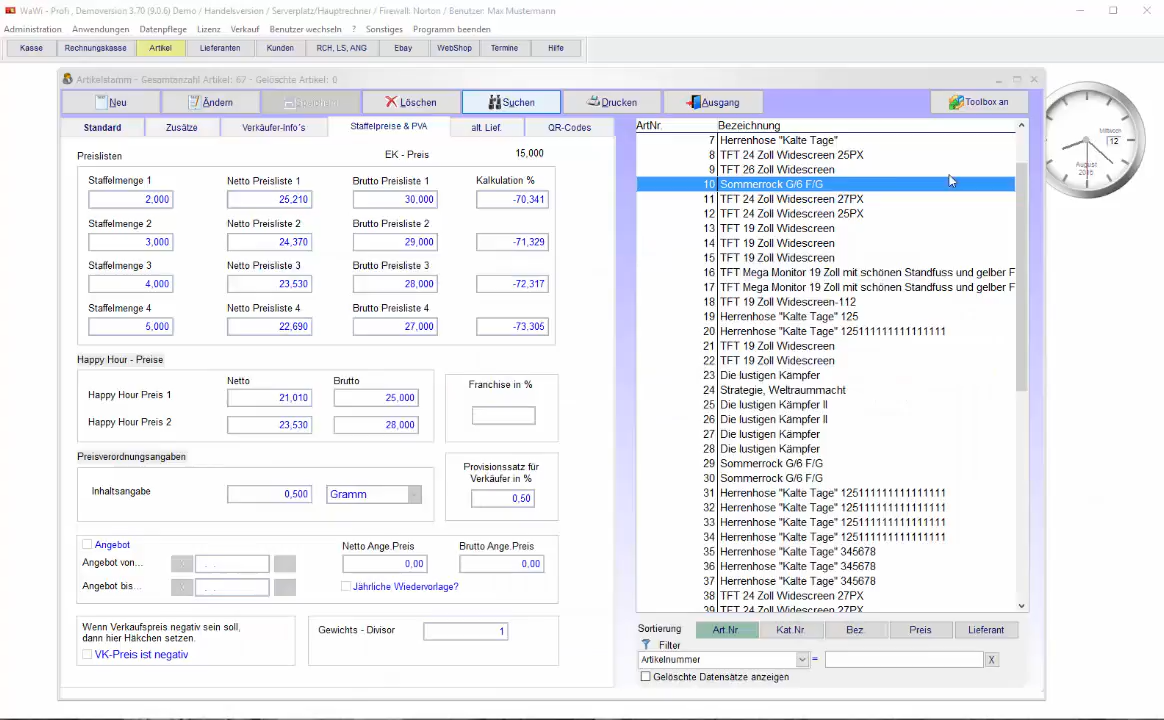 WaWi - Profi , Demoversion 3.70 (9.0.6) Demo / Handelsversion / Serverplatz/Hauptrechner / Firewall: Norton / Benutzer: Max Mustermann
Administration Anwendungen Datenpflege Lizenz Verkauf Benutzer wechseln ? Sonstiges Programm beenden
Kasse Rechnungskasse Artikel Lieferanten Kunden RCH, LS, ANG Ebay WebShop Termine Hilfe
Artikelstamm - Gesamtanzahl Artikel: 67 - Gelöschte Artikel: 0
Neu Ändern Speichern Löschen Suchen Drucken Ausgang Toolbox an
Standard Zusätze Verkäufer-Info's Staffelpreise & PVA alt. Lief. QR-Codes
Preislisten EK - Preis 15,000
Staffelmenge 1 Netto Preisliste 1 Brutto Preisliste 1 Kalkulation %
2,000 25,210 30,000 -70,341
Staffelmenge 2 Netto Preisliste 2 Brutto Preisliste 2
3,000 24,370 29,000 -71,329
Staffelmenge 3 Netto Preisliste 3 Brutto Preisliste 3
4,000 23,530 28,000 -72,317
Staffelmenge 4 Netto Preisliste 4 Brutto Preisliste 4
5,000 22,690 27,000 -73,305
Happy Hour - Preise
Netto Brutto
Happy Hour Preis 1 21,010 25,000
Happy Hour Preis 2 23,530 28,000
Franchise in %
Preisverordnungsangaben
Inhaltsangabe 0,500 Gramm
Provisionssatz für
Verkäufer in %
0,50
Angebot
Angebot von...
Angebot bis...
Netto Ange.Preis Brutto Ange.Preis
0,00 0,00
Jährliche Wiedervorlage?
Wenn Verkaufspreis negativ sein soll,
dann hier Häkchen setzen.
VK-Preis ist negativ
Gewichts - Divisor 1
ArtNr. Bezeichnung
7 Herrenhose "Kalte Tage"
8 TFT 24 Zoll Widescreen 25PX
9 TFT 26 Zoll Widescreen
10 Sommerrock G/6 F/G
11 TFT 24 Zoll Widescreen 27PX
12 TFT 24 Zoll Widescreen 25PX
13 TFT 19 Zoll Widescreen
14 TFT 19 Zoll Widescreen
15 TFT 19 Zoll Widescreen
16 TFT Mega Monitor 19 Zoll mit schönen Standfuss und gelber F
17 TFT Mega Monitor 19 Zoll mit schönen Standfuss und gelber F
18 TFT 19 Zoll Widescreen-112
19 Herrenhose "Kalte Tage" 125
20 Herrenhose "Kalte Tage" 125111111111111111
21 TFT 19 Zoll Widescreen
22 TFT 19 Zoll Widescreen
23 Die lustigen Kämpfer
24 Strategie, Weltraummacht
25 Die lustigen Kämpfer II
26 Die lustigen Kämpfer II
27 Die lustigen Kämpfer
28 Die lustigen Kämpfer
29 Sommerrock G/6 F/G
30 Sommerrock G/6 F/G
31 Herrenhose "Kalte Tage" 125111111111111111
32 Herrenhose "Kalte Tage" 125111111111111111
33 Herrenhose "Kalte Tage" 125111111111111111
34 Herrenhose "Kalte Tage" 125111111111111111
35 Herrenhose "Kalte Tage" 345678
36 Herrenhose "Kalte Tage" 345678
37 Herrenhose "Kalte Tage" 345678
38 TFT 24 Zoll Widescreen 27PX
39 TFT 24 Zoll Widescreen 27PX
Sortierung Art.Nr Kat.Nr Bez. Preis Lieferant
Filter
Artikelnummer = X
Gelöschte Datensätze anzeigen
Mittwoch
12
August